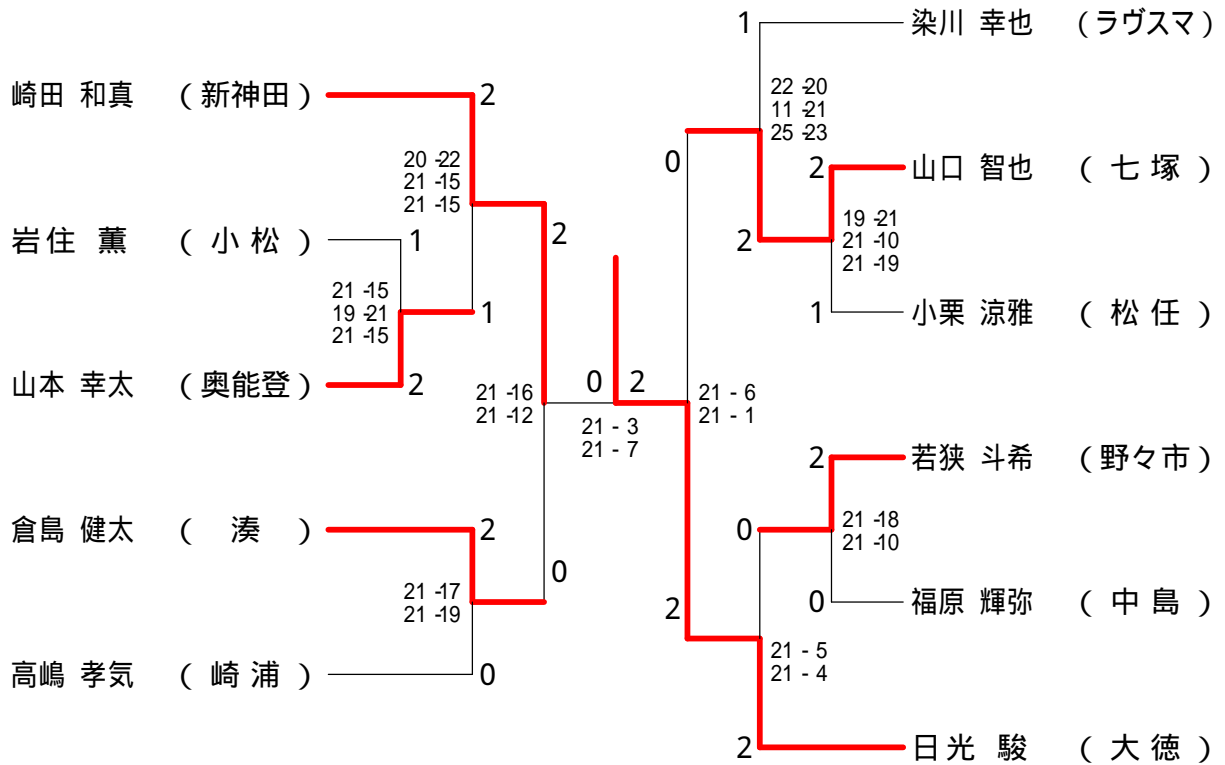 崎田 和真 （新神田）
2
20 -22
21 -15
21 -15
岩住 薫 （ 小 松 ）
1
21 -15
19 -21
21 -15
1
山本 幸太 （奥能登）
2
2
21 -16
21 -12
倉島 健太 （ 湊 ）
2
21 -17
21 -19
0
高嶋 孝気 （ 崎 浦 ）
0
0 2
21 - 3
21 - 7
1
染川 幸也 （ラヴスマ）
22 -20
11 -21
25 -23
0
2
山口 智也 （ 七 塚 ）
2
19 -21
21 -10
21 -19
1
小栗 涼雅 （ 松 任 ）
21 - 6
21 - 1
2
若狭 斗希 （野々市）
0
21 -18
21 -10
0
福原 輝弥 （ 中 島 ）
2
21 - 5
21 - 4
2
日光 駿 （ 大 徳 ）